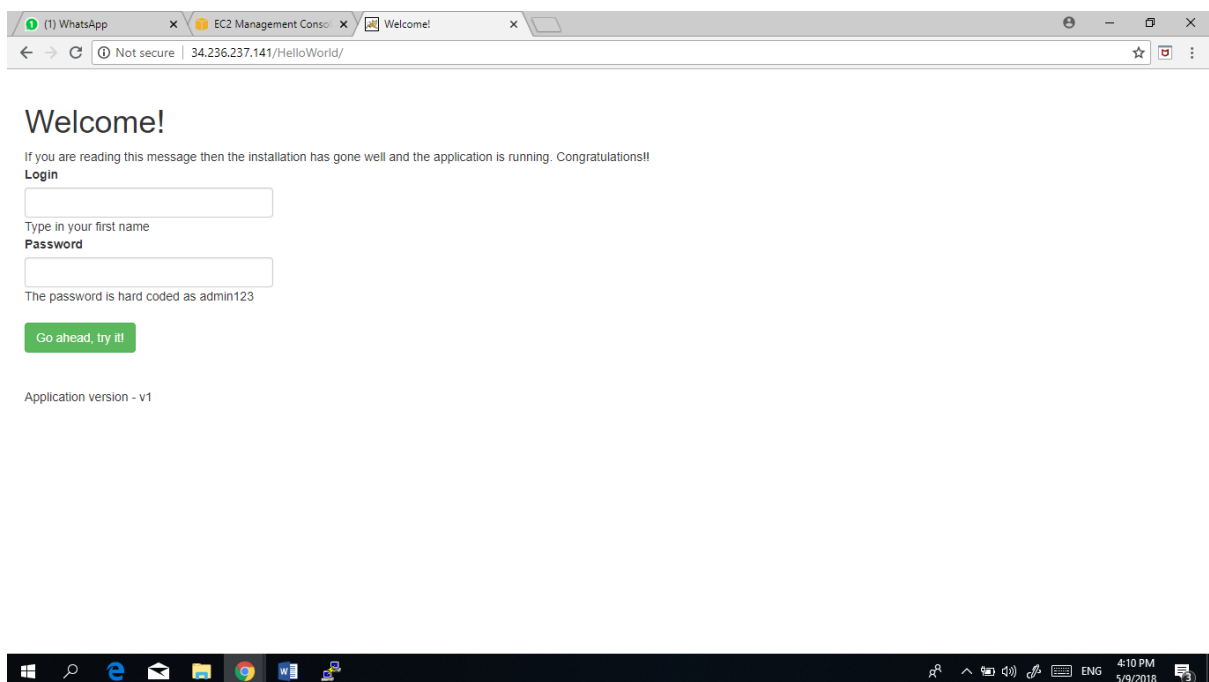 (1) WhatsApp
EC2 Management Consol
Welcome!
Not secure | 34.236.237.141/HelloWorld/
Welcome!
If you are reading this message then the installation has gone well and the application is running. Congratulations!!
Login
Type in your first name
Password
The password is hard coded as admin123
Go ahead, try it!
Application version - v1
ENG
4:10 PM
5/9/2018
3